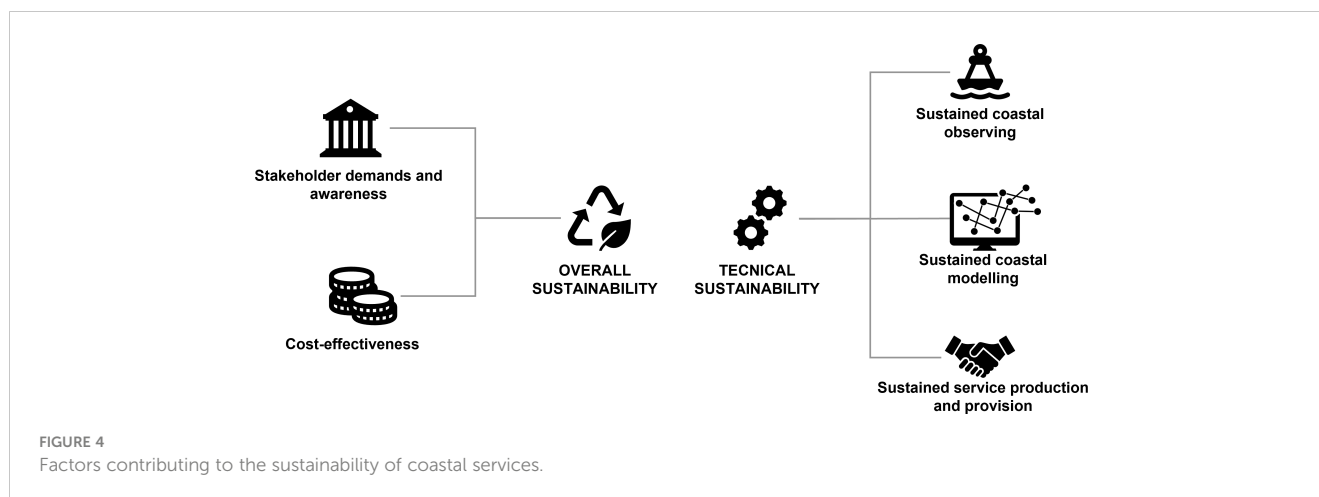 Stakeholder demands and
awareness
Cost-effectiveness
OVERALL
SUSTAINABILITY
TECNICAL
SUSTAINABILITY
Sustained coastal
observing
Sustained coastal
modelling
Sustained service production
and provision
FIGURE 4
Factors contributing to the sustainability of coastal services.